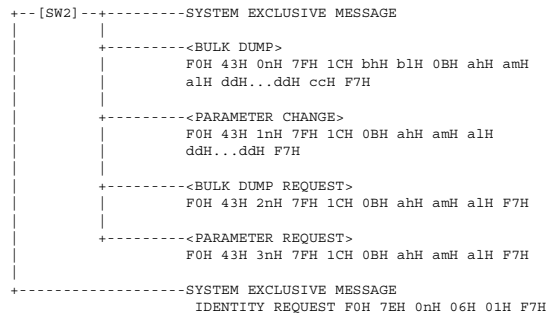 +--[SW2]--+---------SYSTEM EXCLUSIVE MESSAGE
| |
| +---------<BULK DUMP>
| | F0H 43H 0nH 7FH 1CH bhH blH 0BH ahH amH
| | alH ddH...ddH ccH F7H
| |
| +---------<PARAMETER CHANGE>
| | F0H 43H 1nH 7FH 1CH 0BH ahH amH alH
| | ddH...ddH F7H
| |
| +---------<BULK DUMP REQUEST>
| | F0H 43H 2nH 7FH 1CH 0BH ahH amH alH F7H
| |
| +---------<PARAMETER REQUEST>
| F0H 43H 3nH 7FH 1CH 0BH ahH amH alH F7H
|
+-------------------SYSTEM EXCLUSIVE MESSAGE
IDENTITY REQUEST F0H 7EH 0nH 06H 01H F7H